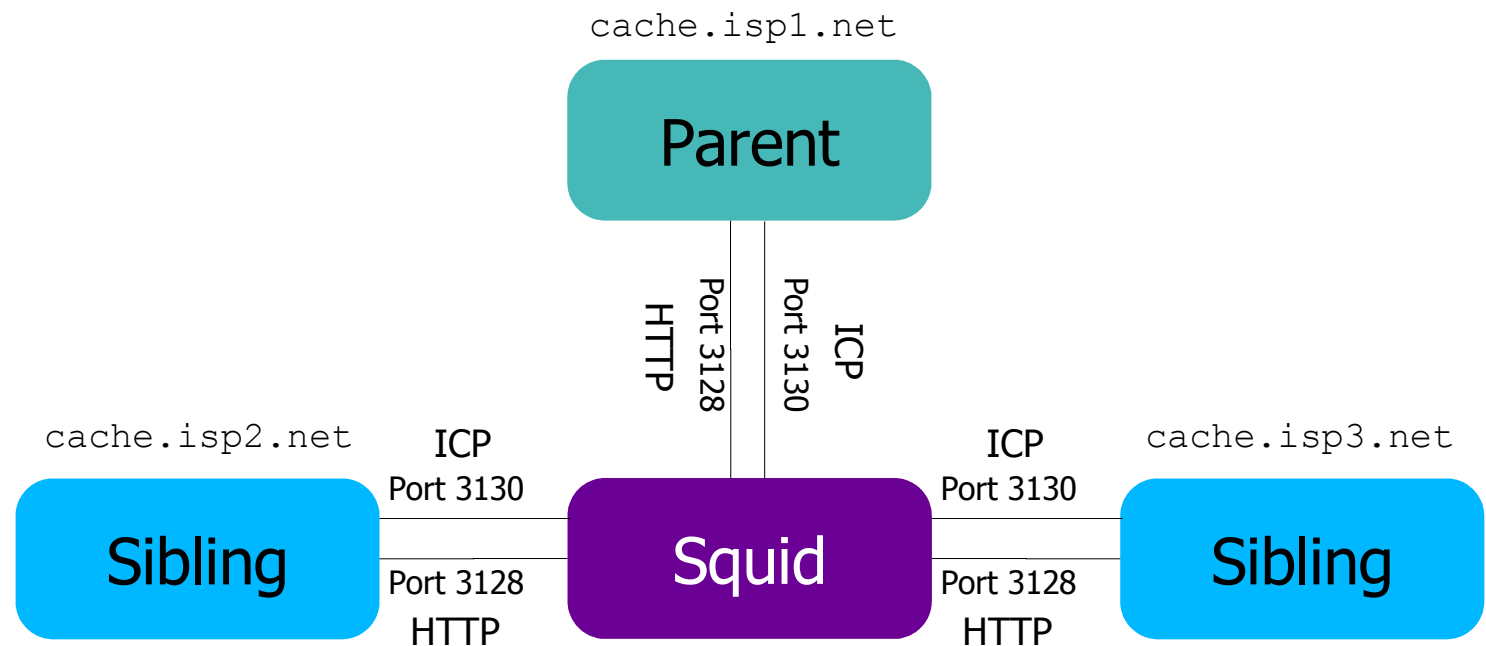 cache.isp1.net
Parent
HTTP
Port 3128
Port 3130
ICP
cache.isp2.net
ICP
Port 3130
Sibling
Port 3128
HTTP
Squid
ICP
Port 3130
Port 3128
HTTP
cache.isp3.net
Sibling